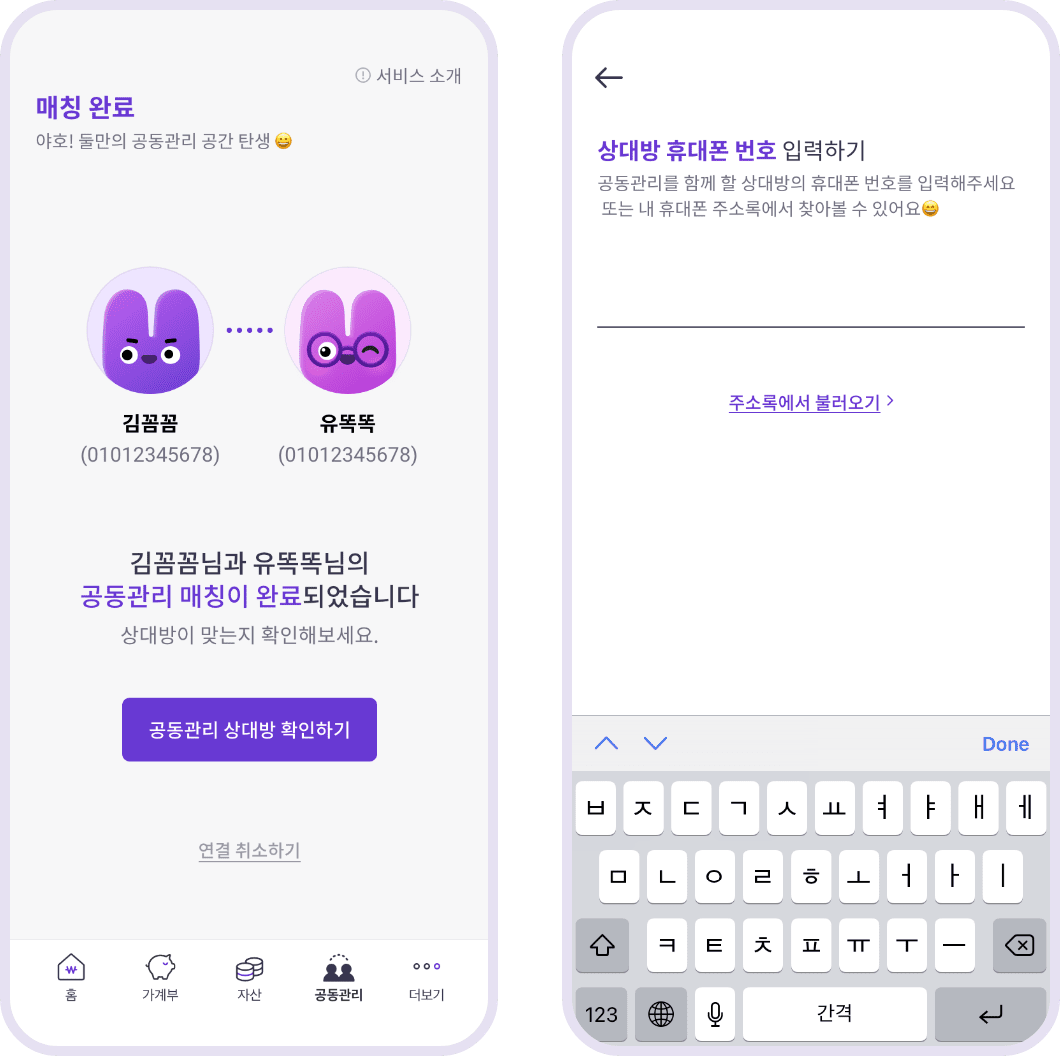 서비스 소개
매칭 완료
야호! 둘만의 공동관리 공간 탄생 😄
김꼼꼼
(01012345678)
유똑똑
(01012345678)
김꼼꼼님과 유똑똑님의
공동관리 매칭이 완료되었습니다
상대방이 맞는지 확인해보세요.
공동관리 상대방 확인하기
연결 취소하기
홈
가계부
자산
공동관리
더보기
상대방 휴대폰 번호 입력하기
공동관리를 함께 할 상대방의 휴대폰 번호를 입력해주세요
또는 내 휴대폰 주소록에서 찾아볼 수 있어요😄
주소록에서 불러오기 >
Done
ㅂ ㅈ ㄷ ㄱ ㅅ ㅛ ㅕ ㅑ ㅐ ㅔ
ㅁ ㄴ ㅇ ㄹ ㅎ ㅗ ㅓ ㅏ ㅣ
ㅋ ㅌ ㅊ ㅍ ㅠ ㅜ ㅡ
123 간격